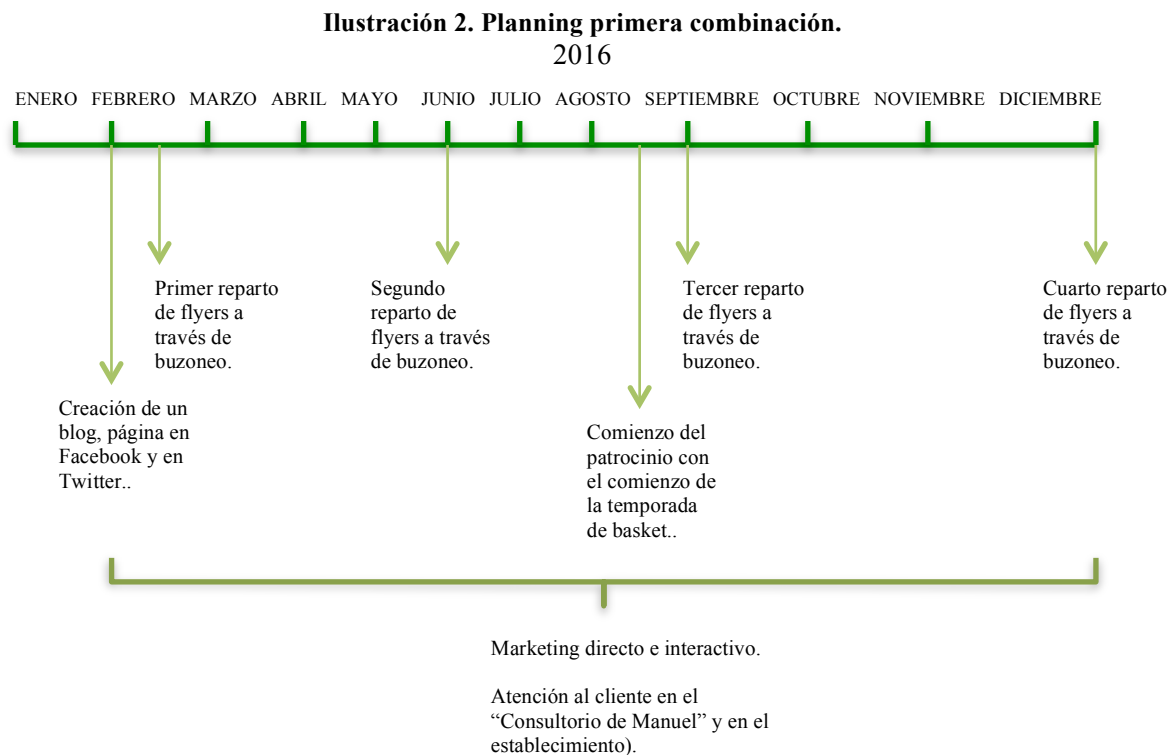 Ilustración 2. Planning primera combinación.
2016
ENERO FEBRERO MARZO ABRIL MAYO JUNIO JULIO AGOSTO SEPTIEMBRE OCTUBRE NOVIEMBRE DICIEMBRE
Primer reparto
de flyers a
través de
buzoneo.
Segundo
reparto de
flyers a través
de buzoneo.
Tercer reparto
de flyers a
través de
buzoneo.
Cuarto reparto
de flyers a
través de
buzoneo.
Creación de un
blog, página en
Facebook y en
Twitter..
Comienzo del
patrocinio con
el comienzo de
la temporada
de basket..
Marketing directo e interactivo.
Atención al cliente en el
“Consultorio de Manuel” y en el
establecimiento).